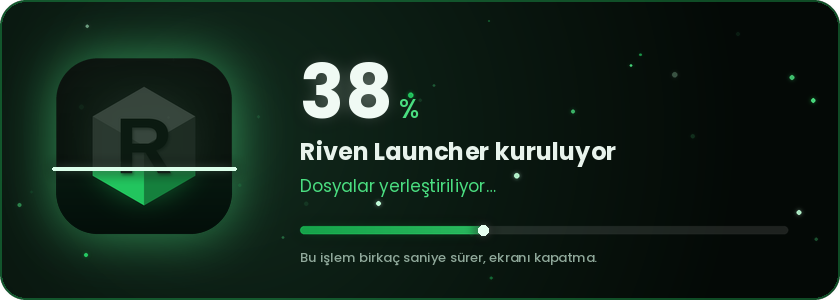 R
38 %
Riven Launcher kuruluyor
Dosyalar yerleştiriliyor...
Bu işlem birkaç saniye sürer, ekranı kapatma.